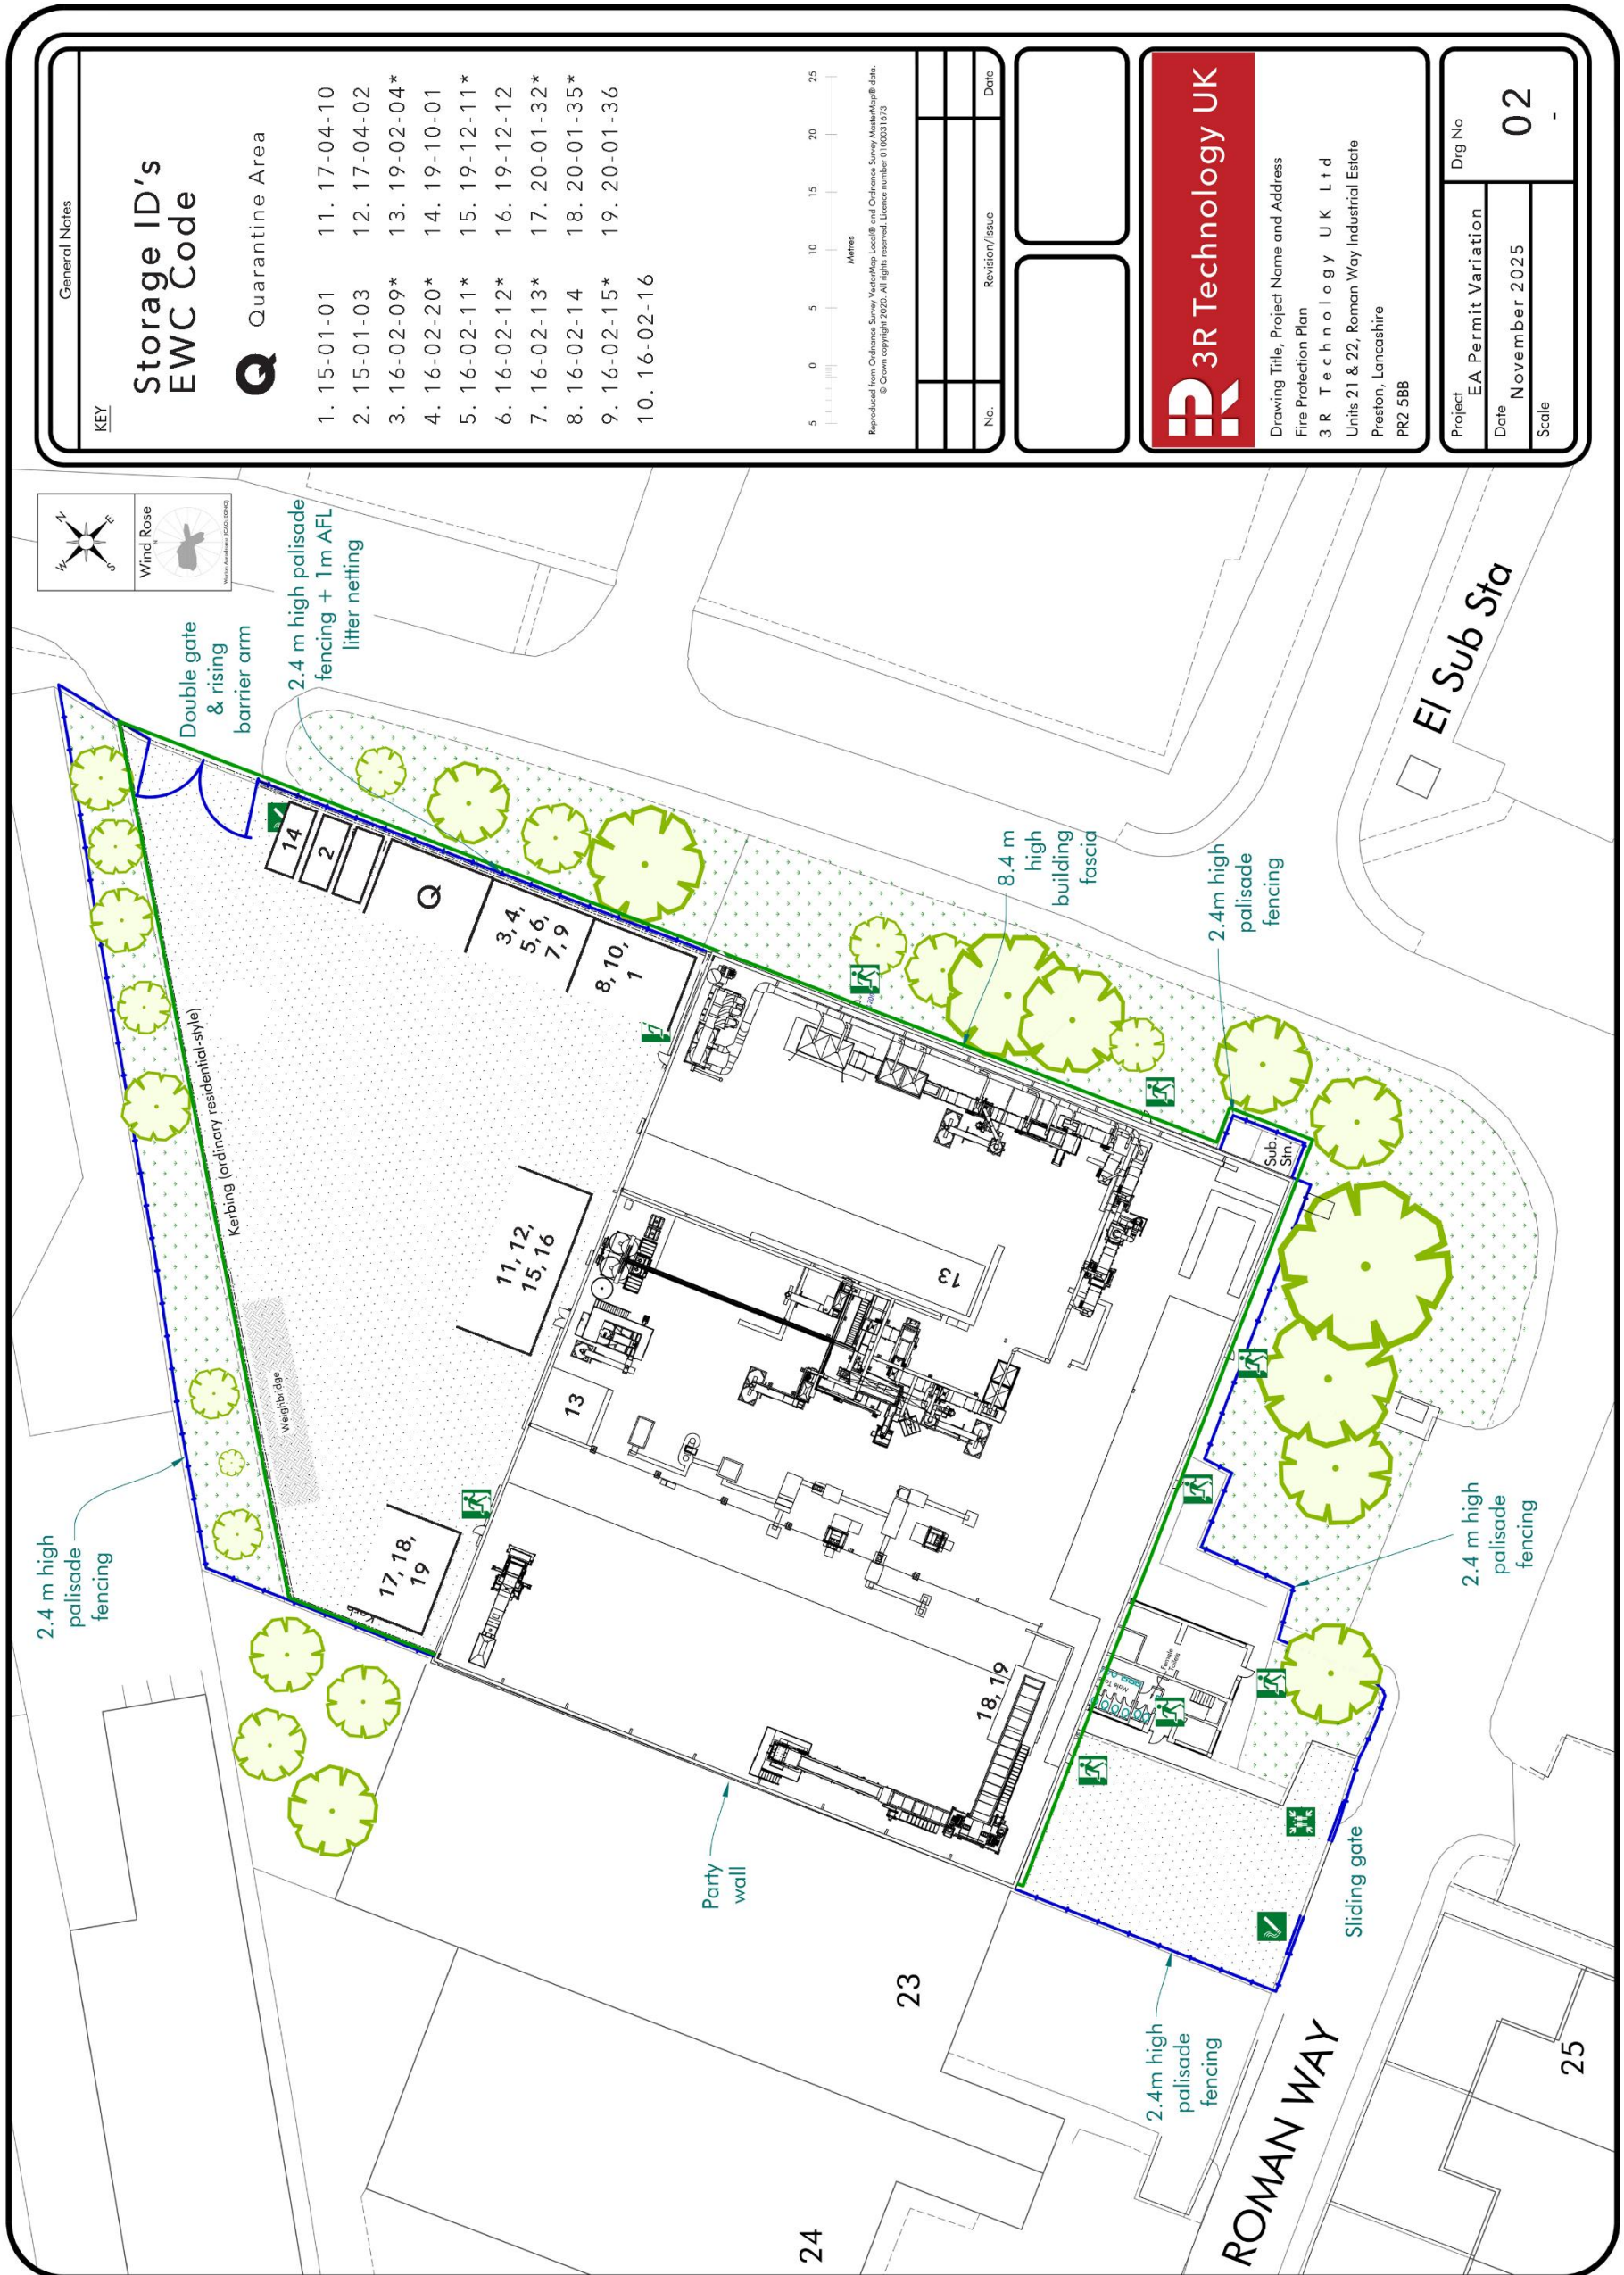 General Notes
KEY
Storage ID's
EWC Code
Q Quarantine Area
1. 15-01-01
2. 15-01-03
3. 16-02-09*
4. 16-02-20*
5. 16-02-11*
6. 16-02-12*
7. 16-02-13*
8. 16-02-14
9. 16-02-15*
10. 16-02-16
11. 17-04-10
12. 17-04-02
13. 19-02-04*
14. 19-10-01
15. 19-12-11*
16. 19-12-12
17. 20-01-32*
18. 20-01-35*
19. 20-01-36
5 0 5 10 15 20 25
Metres
Reproduced from Ordnance Survey VectorMap Local® and Ordnance Survey MasterMap® data.
© Crown copyright 2020. All rights reserved. Licence number 0100031673
No. Revision/Issue Date
3R Technology UK
Drawing Title, Project Name and Address
Fire Protection Plan
3R Technology UK Ltd
Units 21 & 22, Roman Way Industrial Estate
Preston, Lancashire
PR2 5BB
Project
EA Permit Variation
Date
November 2025
Scale
Drg No
02
-
N
E
S
W
Wind Rose
Double gate
& rising
barrier arm
2.4 m high palisade
fencing + 1m AFL
litter netting
2.4 m high
palisade
fencing
Kerbing (ordinary residential-style)
Weighbridge
14
2
Q
3, 4,
5, 6,
7, 9
8, 10,
1
11, 12,
15, 16
17, 18,
19
13
13
18, 19
8.4 m
high
building
fascia
2.4m high
palisade
fencing
Sub.
Stn.
El Sub Sta
Female
Toilets
2.4 m high
palisade
fencing
Party
wall
Sliding gate
2.4m high
palisade
fencing
23
24
25
ROMAN WAY